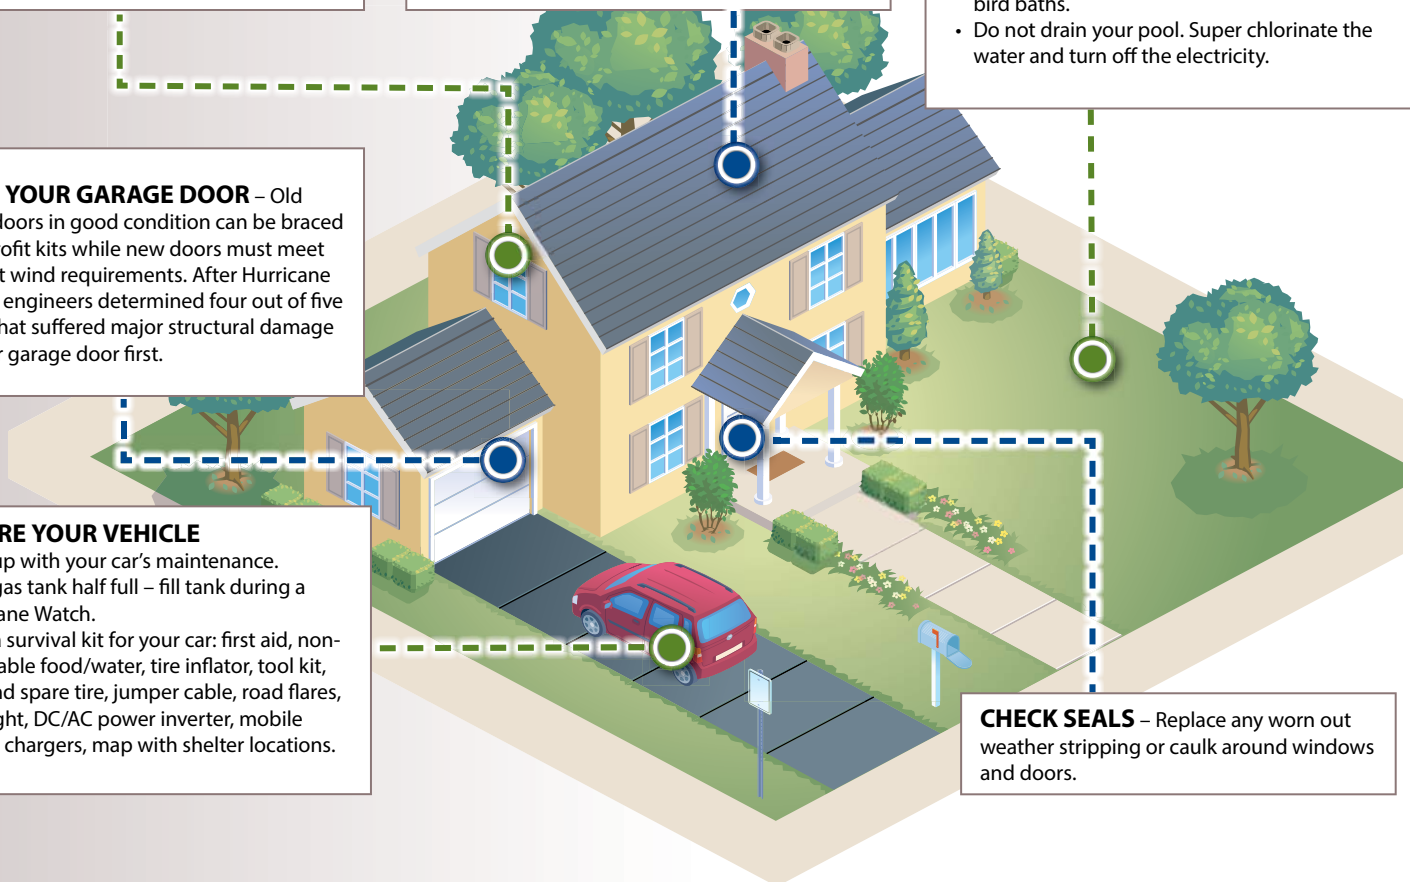 bird baths.
• Do not drain your pool. Super chlorinate the
water and turn off the electricity.
YOUR GARAGE DOOR – Old
doors in good condition can be braced
ofit kits while new doors must meet
t wind requirements. After Hurricane
engineers determined four out of five
hat suffered major structural damage
r garage door first.
RE YOUR VEHICLE
up with your car’s maintenance.
gas tank half full – fill tank during a
ane Watch.
survival kit for your car: first aid, non-
able food/water, tire inflator, tool kit,
nd spare tire, jumper cable, road flares,
ght, DC/AC power inverter, mobile
chargers, map with shelter locations.
CHECK SEALS – Replace any worn out
weather stripping or caulk around windows
and doors.